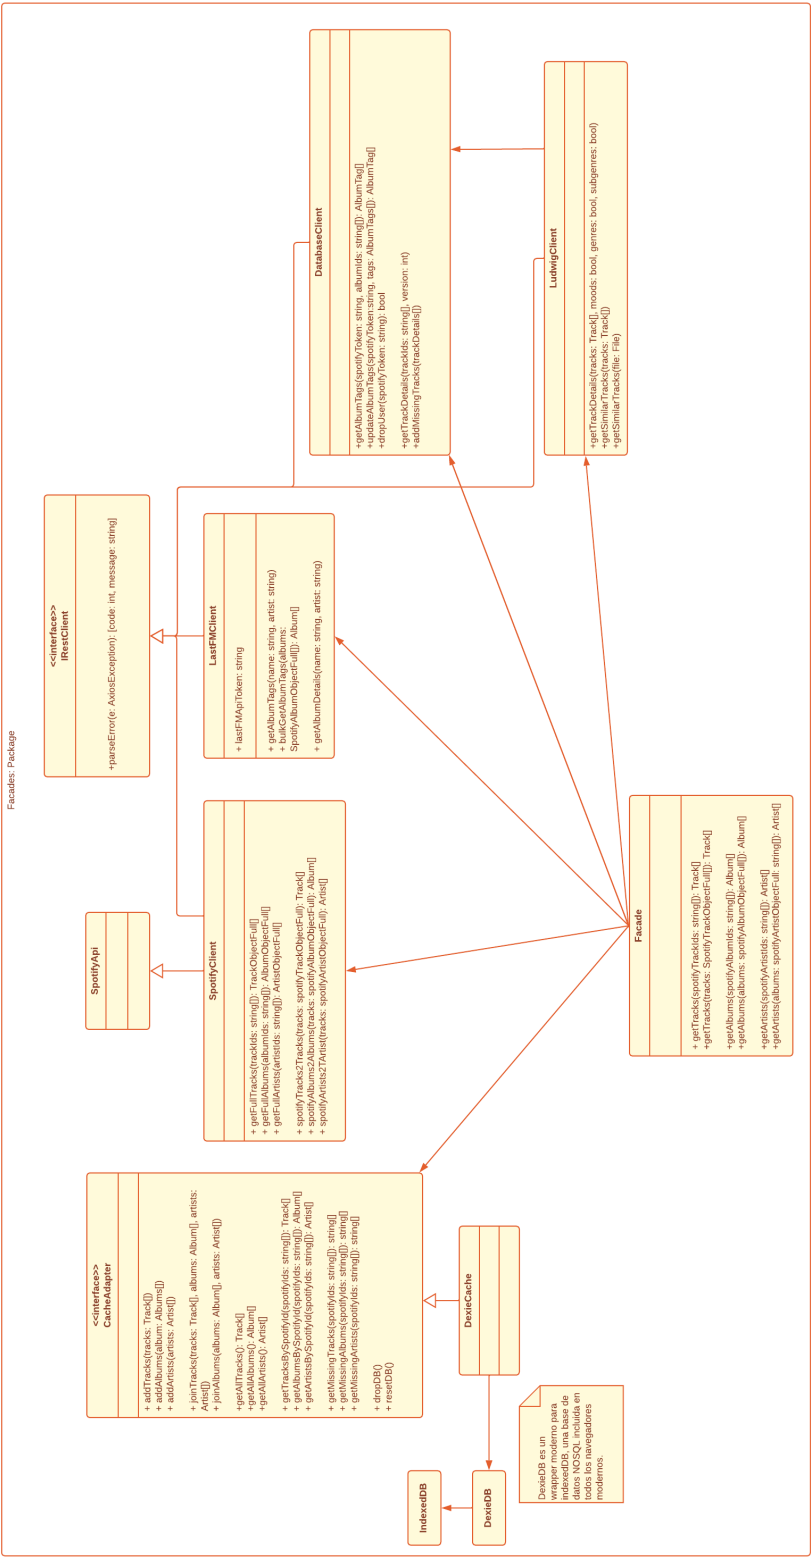 Facades: Package
<<interface>>
CacheAdapter
+ addTracks(tracks: Track[])
+ addAlbums(album: Albums[])
+ addArtists(artists: Artist[])
+ joinTracks(tracks: Track[], albums: Album[], artists:
Artist[])
+ joinAlbums(albums: Album[], artists: Artist[])
+getAllTracks(): Track[]
+getAllAlbums(): Album[]
+getAllArtists(): Artist[]
+ getTracksBySpotifyId(spotifyIds: string[]): Track[]
+ getAlbumsBySpotifyId(spotifyIds: string[]): Album[]
+ getArtistsBySpotifyId(spotifyIds: string[]): Artist[]
+ getMissingTracks(spotifyIds: string[]): string[]
+ getMissingAlbums(spotifyIds: string[]): string[]
+ getMissingArtists(spotifyIds: string[]): string[]
+ dropDB()
+ resetDB()
SpotifyApi
<<interface>>
IRestClient
+parseError(e: AxiosException): [code: int, message: string]
SpotifyClient
+ getFullTracks(trackIds: string[]): TrackObjectFull[]
+ getFullAlbums(albumIds: string[]): AlbumObjectFull[]
+ getFullArtists(artistIds: string[]): ArtistObjectFull[]
+ spotifyTracks2Tracks(tracks: spotifyTrackObjectFull): Track[]
+ spotifyAlbums2Albums(tracks: spotifyAlbumObjectFull): Album[]
+ spotifyArtists2TArtist(tracks: spotifyArtistObjectFull): Artist[]
LastFMClient
+ lastFMApiToken: string
+ getAlbumTags(name: string, artist: string)
+ bulkGetAlbumTags(albums:
SpotifyAlbumObjectFull[]): Album[]
+ getAlbumDetails(name: string, artist: string)
DatabaseClient
+getAlbumTags(spotifyToken: string, albumIds: string[]): AlbumTag[]
+updateAlbumTags(spotifyToken:string, tags: AlbumTags[]): AlbumTag[]
+dropUser(spotifyToken: string): bool
+getTrackDetails(trackIds: string[], version: int)
+addMissingTracks(trackDetails[])
LudwigClient
+getTrackDetails(tracks: Track[], moods: bool, genres: bool, subgenres: bool)
+getSimilarTracks(tracks: Track[])
+getSimilarTracks(file: File)
DexieCache
IndexedDB
DexieDB
DexieDB es un
wrapper moderno para
indexedDB, una base de
datos NOSQL incluida en
todos los navegadores
modernos.
Facade
+ getTracks(spotifyTrackIds: string[]): Track[]
+getTracks(tracks: SpotifyTrackObjectFull[]): Track[]
+getAlbums(spotifyAlbumIds: string[]): Album[]
+getAlbums(albums: spotifyAlbumObjectFull[]): Album[]
+getArtists(spotifyArtistIds: string[]): Artist[]
+getArtists(albums: spotifyArtistObjectFull: string[]): Artist[]